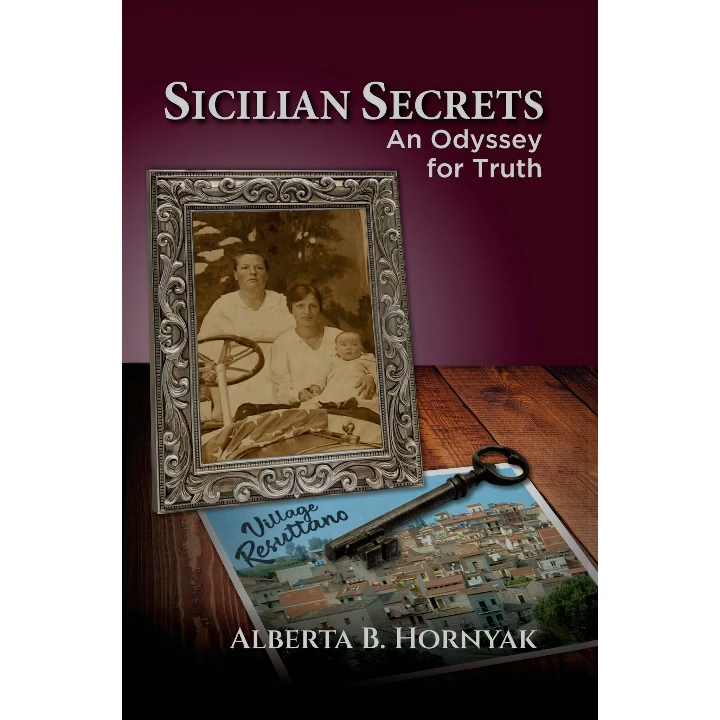 SICILIAN SECRETS
An Odyssey
for Truth
Village
Resuttano
ALBERTA B. HORNYAK